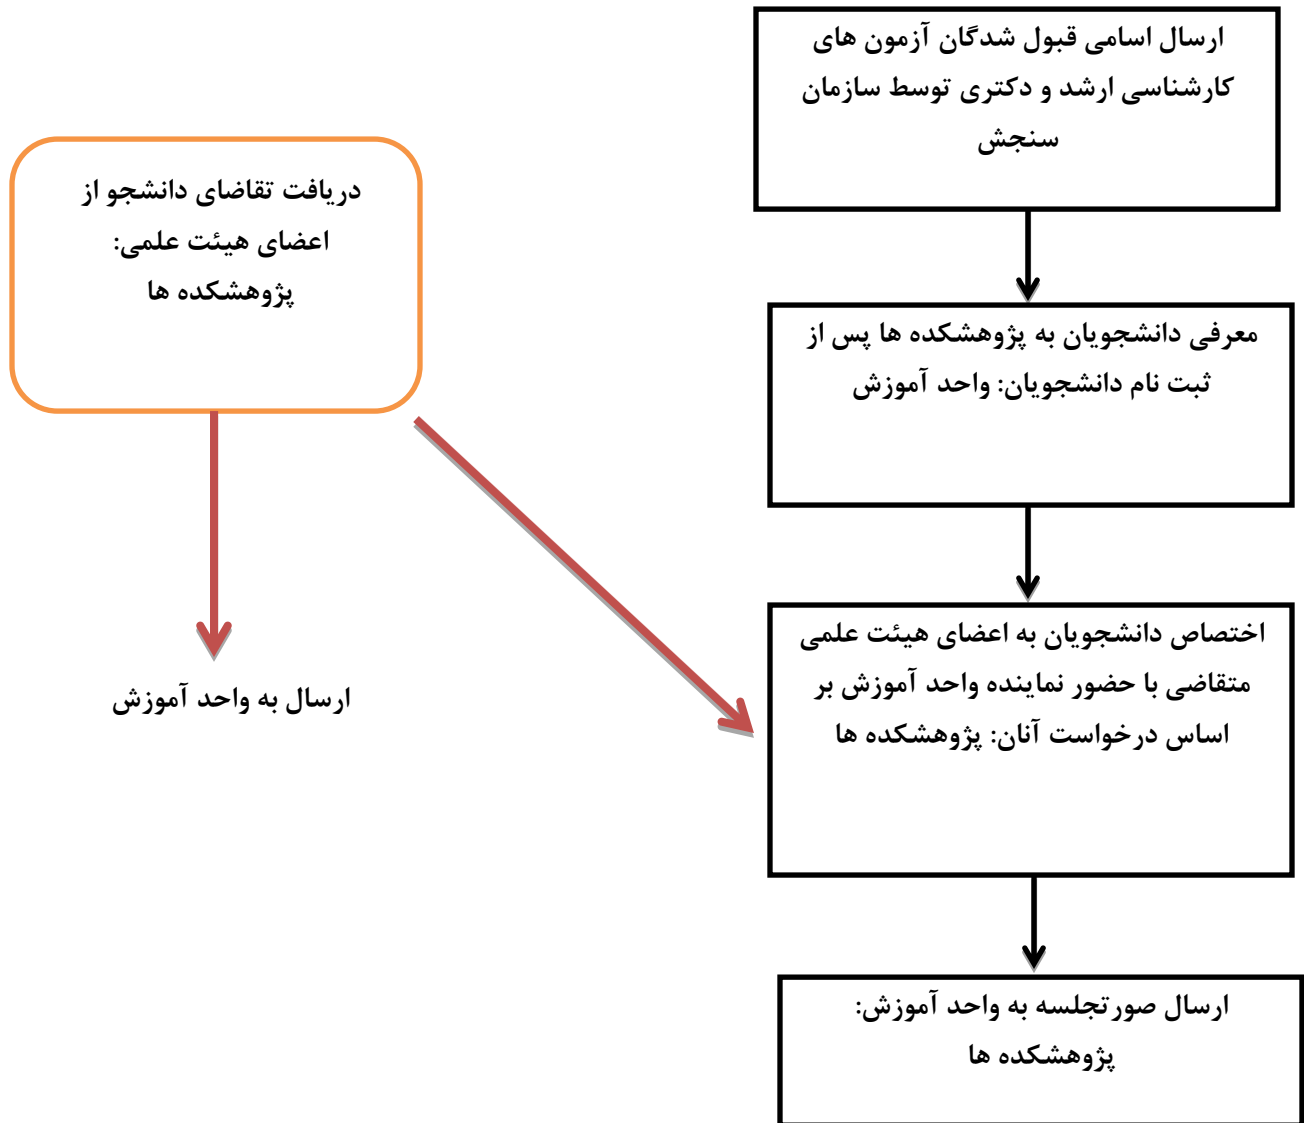 ارسال اسامی قبول شدگان آزمون های
کارشناسی ارشد و دکتری توسط سازمان
سنجش
دریافت تقاضای دانشجو از
اعضای هیئت علمی:
پژوهشکده ها
معرفی دانشجویان به پژوهشکده ها پس از
ثبت نام دانشجویان: واحد آموزش
اختصاص دانشجویان به اعضای هیئت علمی
متقاضی با حضور نماینده واحد آموزش بر
اساس درخواست آنان: پژوهشکده ها
ارسال به واحد آموزش
ارسال صورتجلسه به واحد آموزش:
پژوهشکده ها